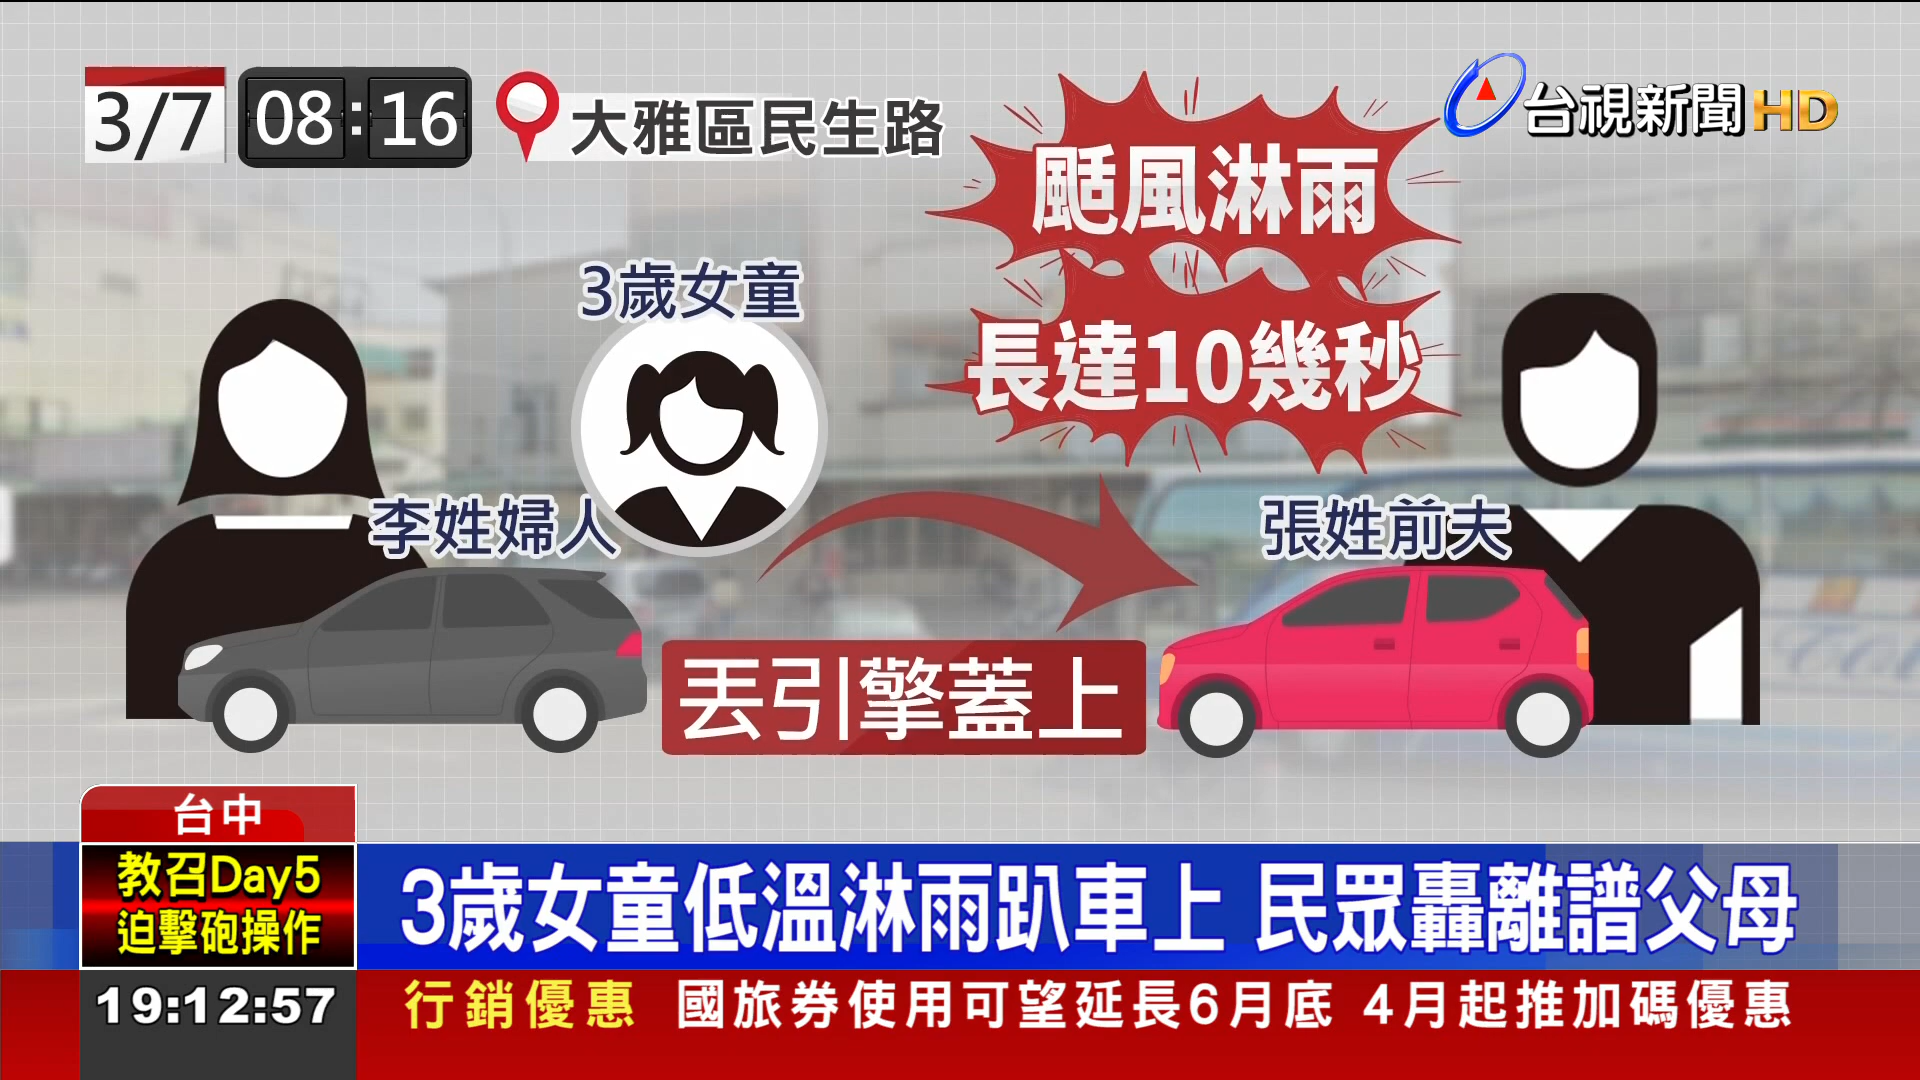 3/7
08:16
大雅區民生路
台視新聞HD
颳風淋雨
長達10幾秒
3歲女童
李姓婦人
張姓前夫
丟引擎蓋上
台中
教召Day5
迫擊砲操作
3歲女童低溫淋雨趴車上 民眾轟離譜父母
19:12:57
行銷優惠 國旅券使用可望延長6月底 4月起推加碼優惠